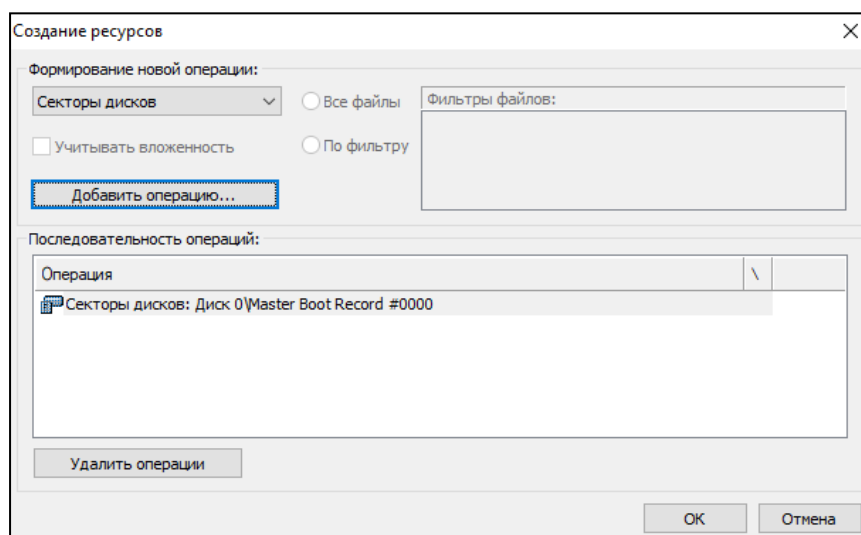 Создание ресурсов
Формирование новой операции:
Секторы дисков
Все файлы
Фильтры файлов:
Учитывать вложенность
По фильтру
Добавить операцию...
Последовательность операций:
Операция
\
Секторы дисков: Диск 0\Master Boot Record #0000
Удалить операции
ОК
Отмена